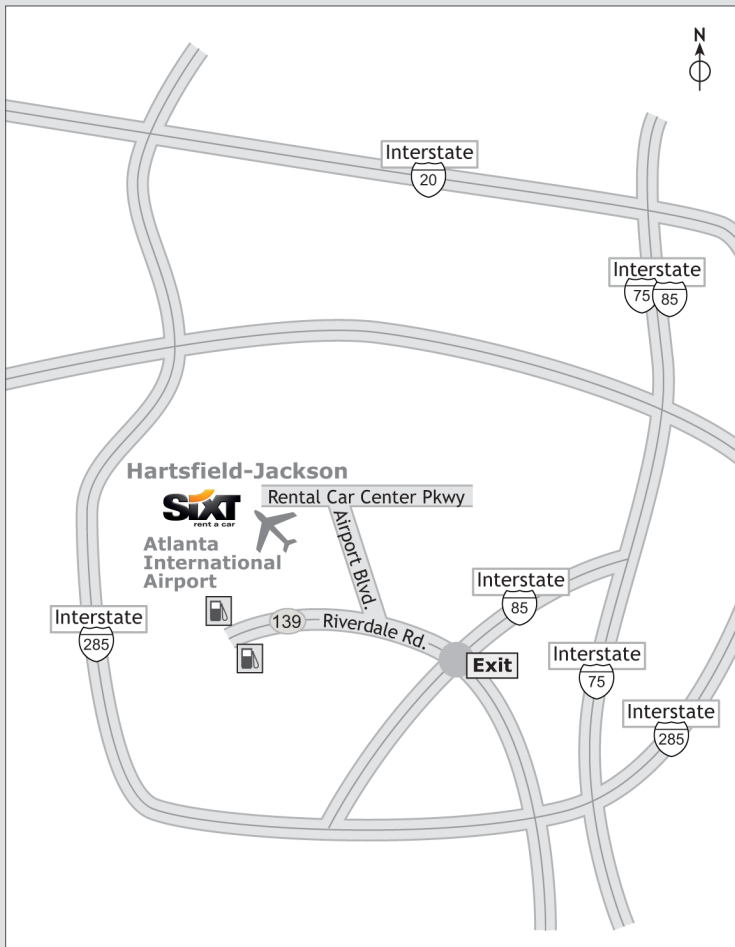 N
Interstate
20
Interstate
75 85
Hartsfield-Jackson
SiXT
rent a car
Rental Car Center Pkwy
Atlanta
International
Airport
Airport Blvd.
Interstate
85
Interstate
285
139 Riverdale Rd.
Exit
Interstate
75
Interstate
285